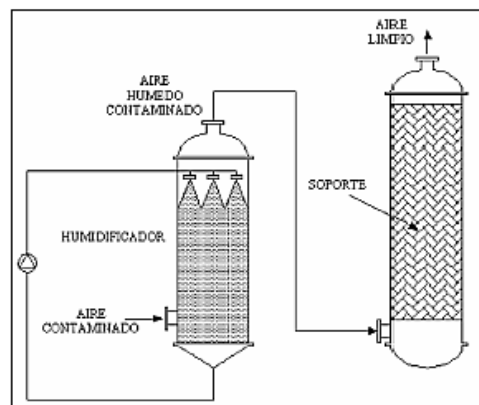 AIRE
LIMPIO
AIRE
HUMEDO
CONTAMINADO
SOPORTE
HUMIDIFICADOR
AIRE
CONTAMINADO